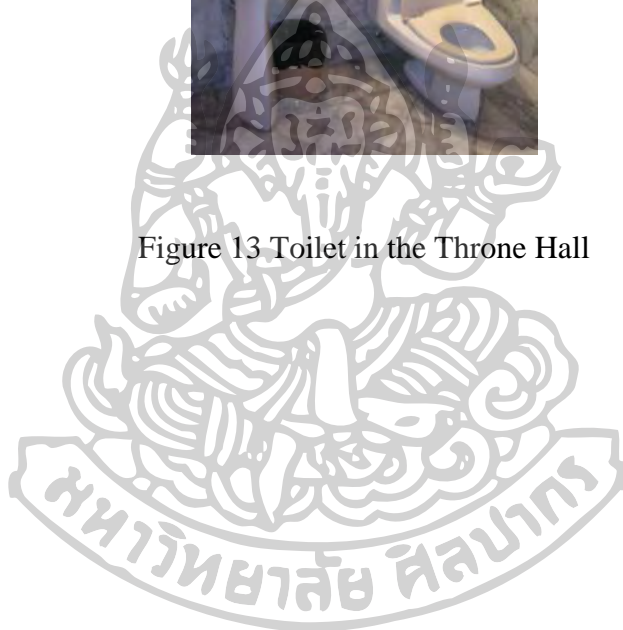 Figure 13 Toilet in the Throne Hall
มหาวิทยาลัย ศิลปากร